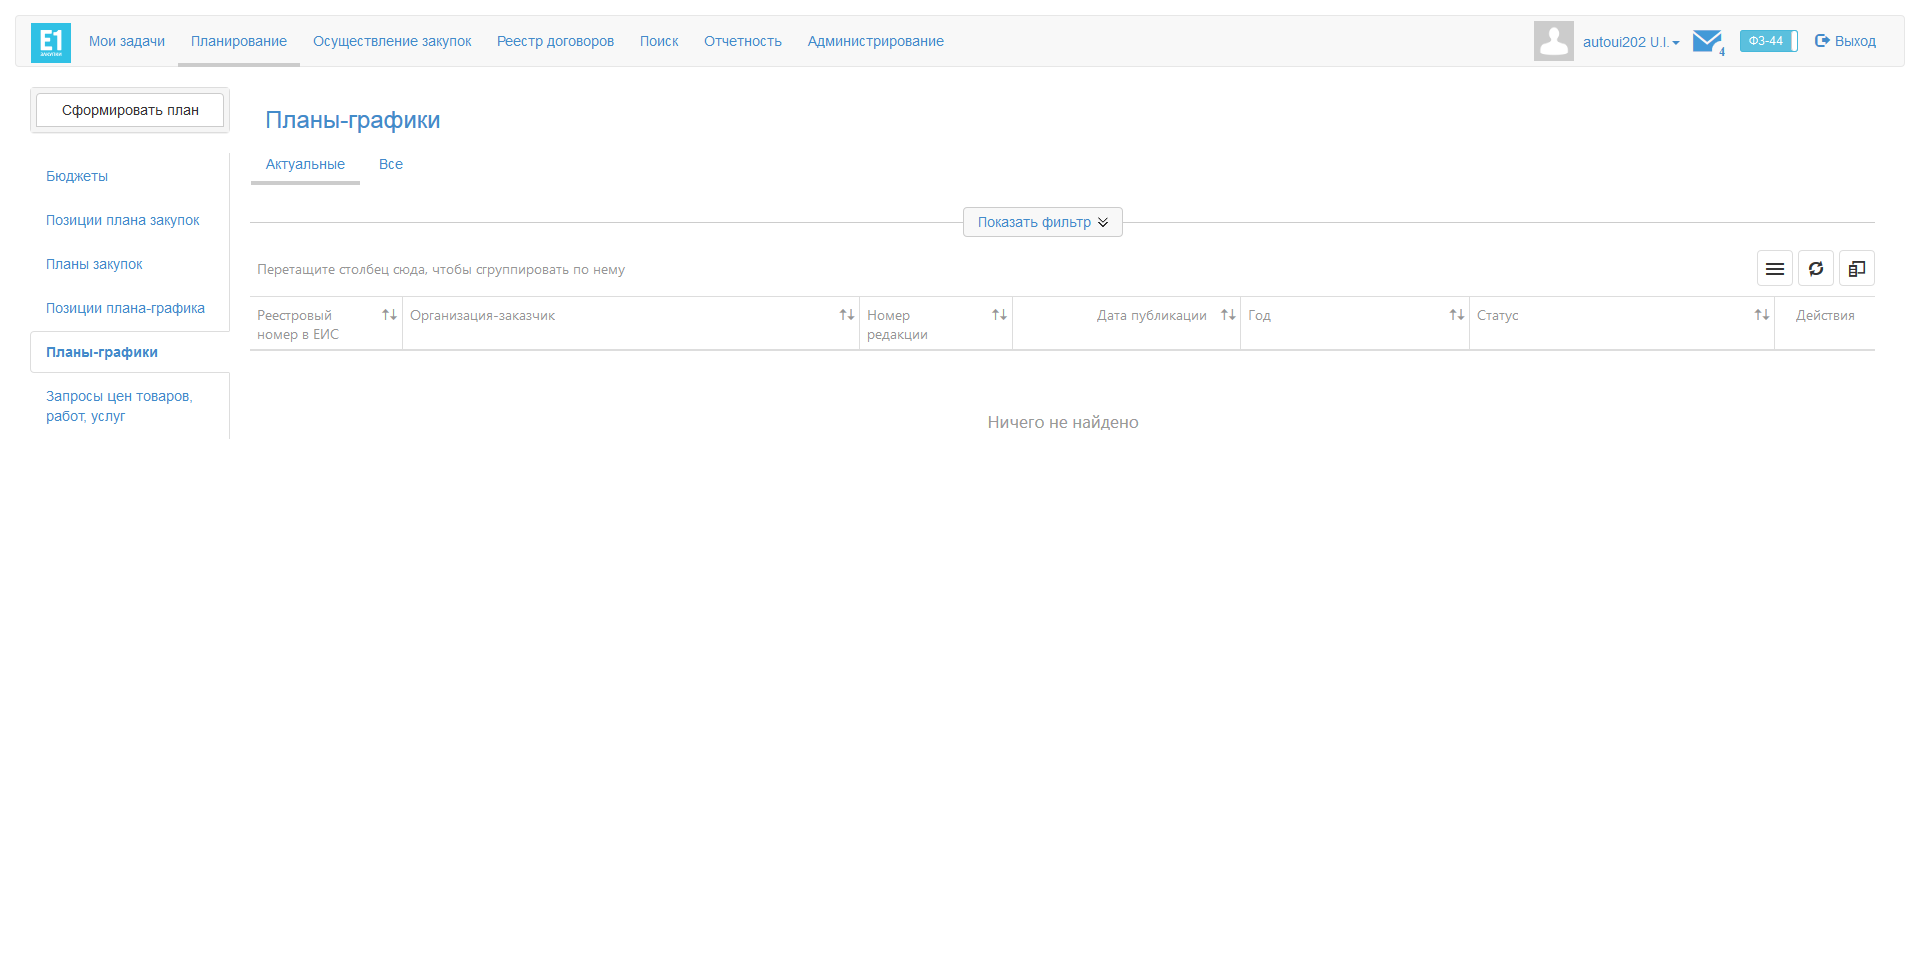 E1
ЗАКУПКИ
Мои задачи
Планирование
Осуществление закупок
Реестр договоров
Поиск
Отчетность
Администрирование
autoui202 U.I.
4
ФЗ-44
Выход
Сформировать план
Бюджеты
Позиции плана закупок
Планы закупок
Позиции плана-графика
Планы-графики
Запросы цен товаров,
работ, услуг
Планы-графики
Актуальные
Все
Показать фильтр
Перетащите столбец сюда, чтобы сгруппировать по нему
Реестровый
номер в ЕИС
Организация-заказчик
Номер
редакции
Дата публикации
Год
Статус
Действия
Ничего не найдено